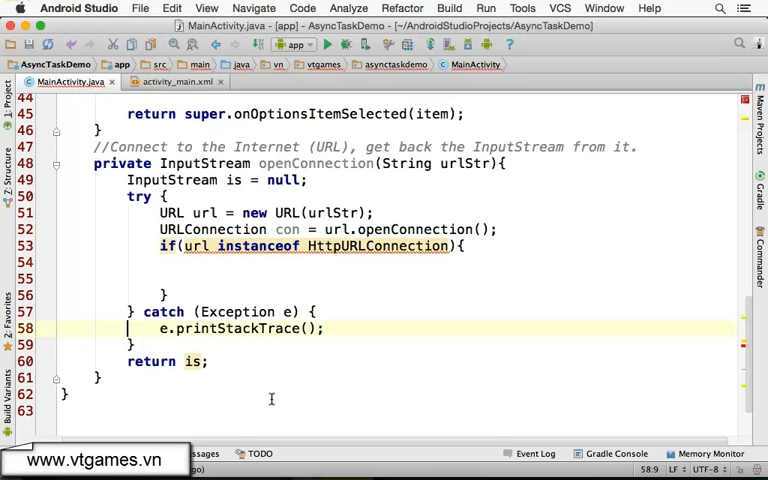 Android Studio File Edit View Navigate Code Analyze Refactor Build Run Tools VCS Window Help
MainActivity.java - [app] - AsyncTaskDemo - [~/AndroidStudioProjects/AsyncTaskDemo]
app
AsyncTaskDemo app src main java vn vtgames asynctaskdemo MainActivity
MainActivity.java activity_main.xml
44
45 return super.onOptionsItemSelected(item);
46 }
47 //Connect to the Internet (URL), get back the InputStream from it.
48 private InputStream openConnection(String urlStr){
49 InputStream is = null;
50 try {
51 URL url = new URL(urlStr);
52 URLConnection con = url.openConnection();
53 if(url instanceof HttpURLConnection){
54
55
56 }
57 } catch (Exception e) {
58 e.printStackTrace();
59 }
60 return is;
61 }
62 }
63
1: Project
7: Structure
2: Favorites
Build Variants
Maven Projects
Gradle
Commander
ssages TODO Event Log Gradle Console Memory Monitor
go) 58:9 LF UTF-8
www.vtgames.vn